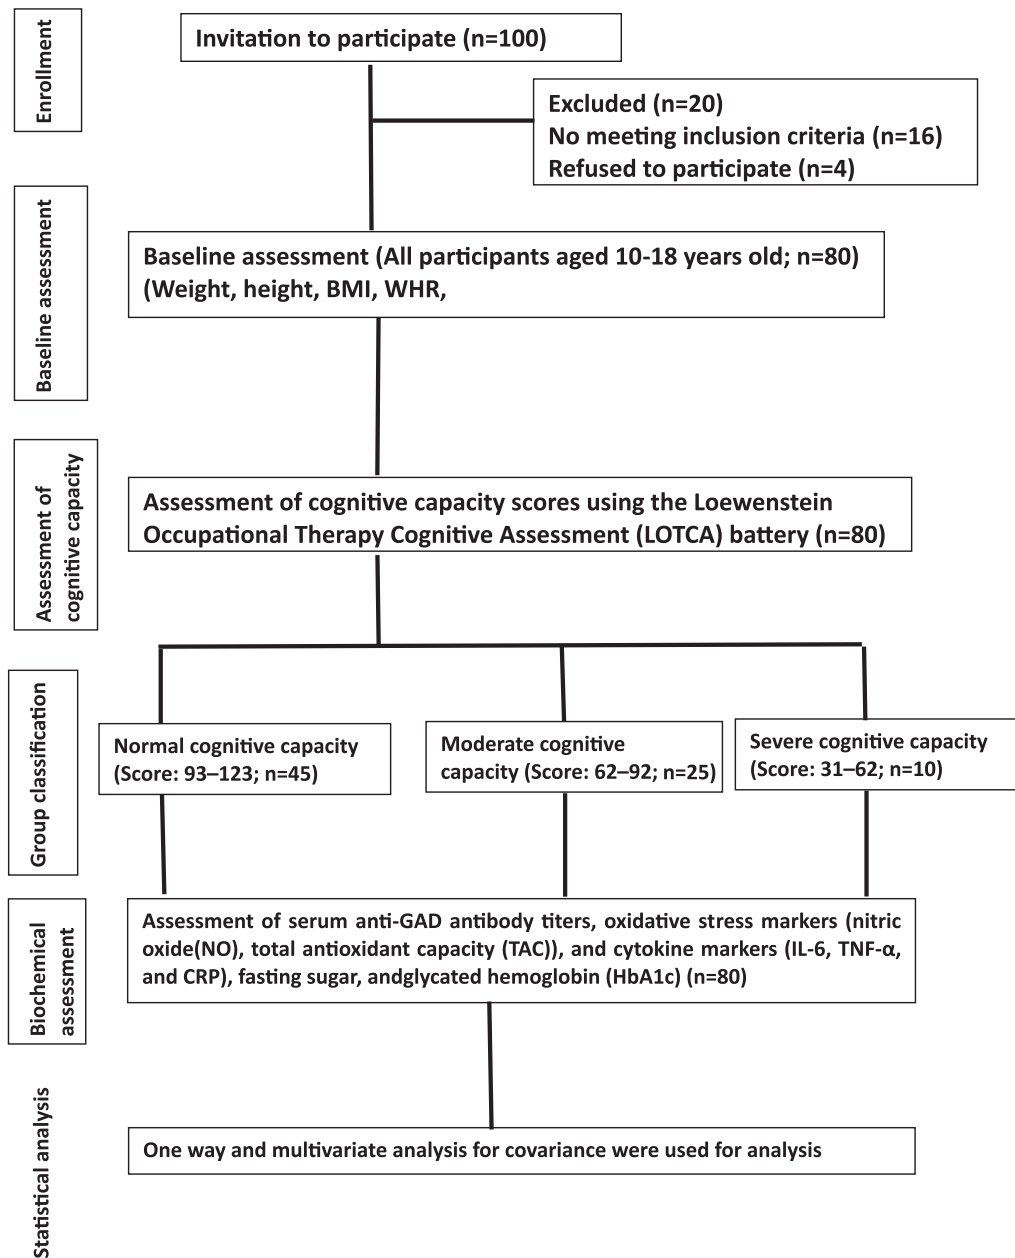 Enrollment
Invitation to participate (n=100)
Excluded (n=20)
No meeting inclusion criteria (n=16)
Refused to participate (n=4)
Baseline assessment
Baseline assessment (All participants aged 10-18 years old; n=80)
(Weight, height, BMI, WHR,
Assessment of
cognitive capacity
Assessment of cognitive capacity scores using the Loewenstein
Occupational Therapy Cognitive Assessment (LOTCA) battery (n=80)
Group classification
Normal cognitive capacity
(Score: 93–123; n=45)
Moderate cognitive
capacity (Score: 62–92; n=25)
Severe cognitive capacity
(Score: 31–62; n=10)
Biochemical
assessment
Assessment of serum anti-GAD antibody titers, oxidative stress markers (nitric
oxide(NO), total antioxidant capacity (TAC)), and cytokine markers (IL-6, TNF-α,
and CRP), fasting sugar, andglycated hemoglobin (HbA1c) (n=80)
Statistical analysis
One way and multivariate analysis for covariance were used for analysis